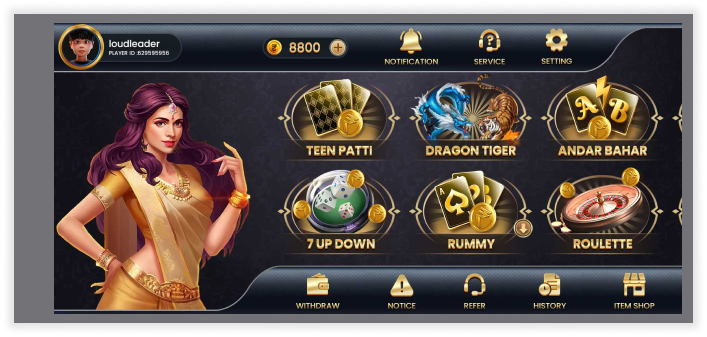 loudleader
PLAYER ID :629595956
8800
NOTIFICATION
SERVICE
SETTING
TEEN PATTI
DRAGON TIGER
ANDAR BAHAR
A B
7 UP DOWN
RUMMY
ROULETTE
WITHDRAW
NOTICE
REFER
HISTORY
ITEM SHOP